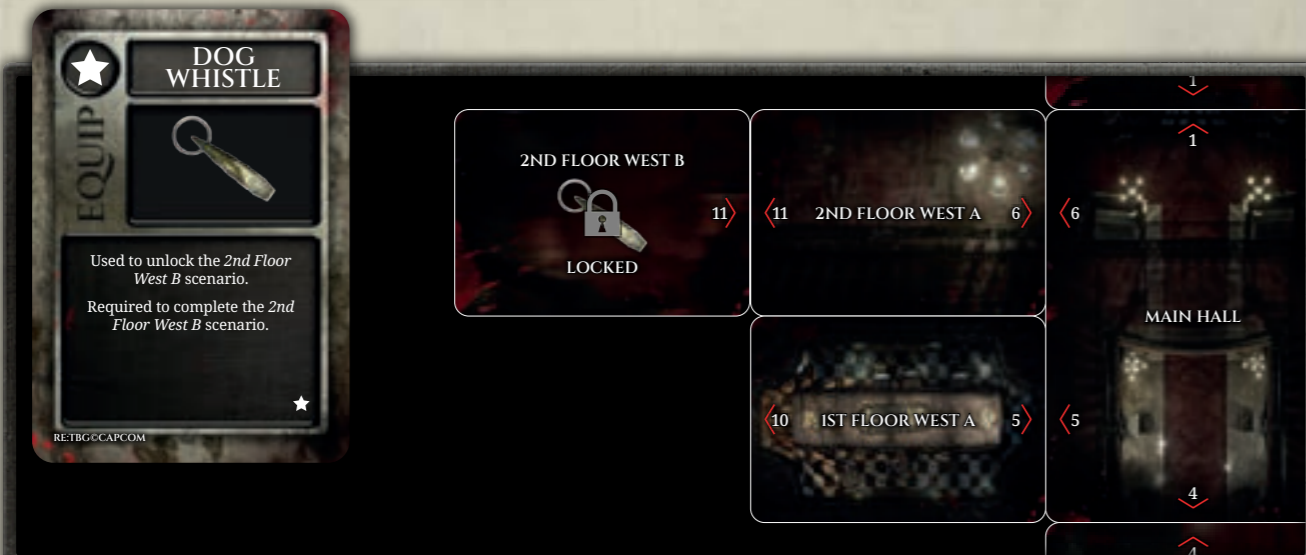 DOG
WHISTLE
EQUIP
Used to unlock the 2nd Floor
West B scenario.
Required to complete the 2nd
Floor West B scenario.
RE:TBG©CAPCOM
2ND FLOOR WEST B
LOCKED
11
11
2ND FLOOR WEST A
6
10
1ST FLOOR WEST A
5
1
1
6
MAIN HALL
5
4
4